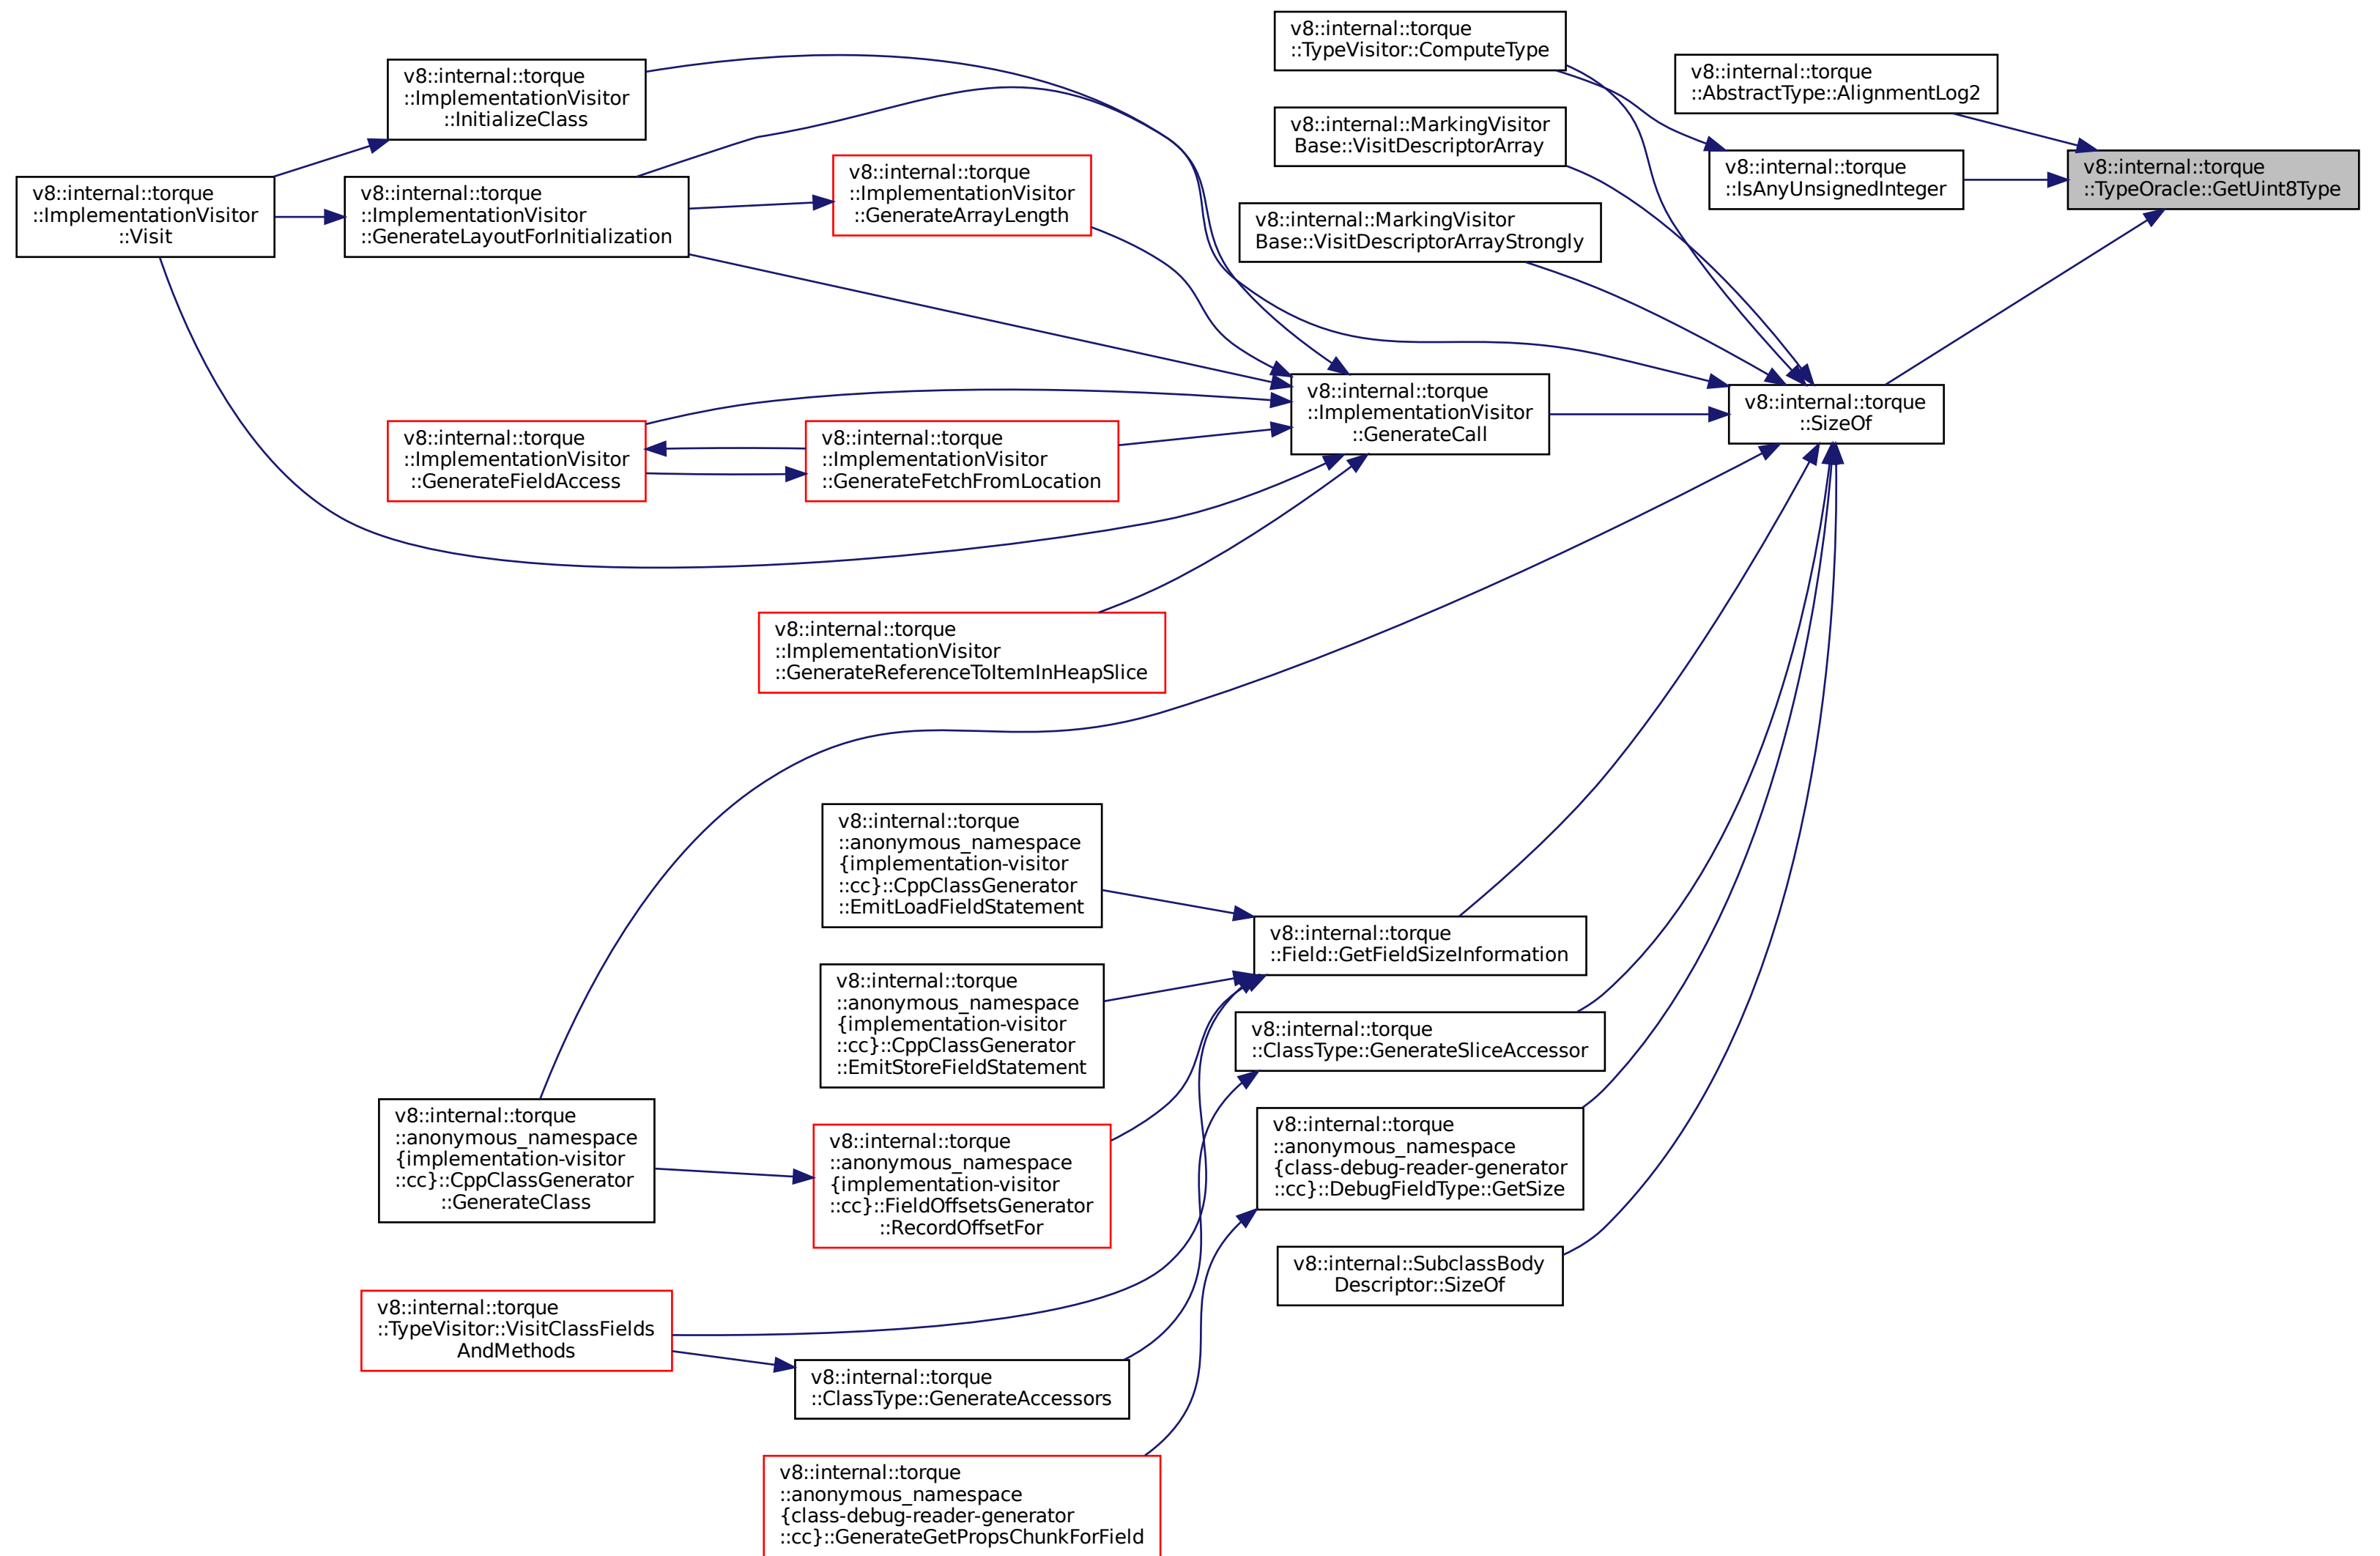 v8::internal::torque
::TypeVisitor::ComputeType
v8::internal::torque
::AbstractType::AlignmentLog2
v8::internal::torque
::ImplementationVisitor
::InitializeClass
v8::internal::MarkingVisitor
Base::VisitDescriptorArray
v8::internal::torque
::ImplementationVisitor
::GenerateArrayLength
v8::internal::torque
::IsAnyUnsignedInteger
v8::internal::torque
::TypeOracle::GetUint8Type
v8::internal::torque
::ImplementationVisitor
::Visit
v8::internal::torque
::ImplementationVisitor
::GenerateLayoutForInitialization
v8::internal::MarkingVisitor
Base::VisitDescriptorArrayStrongly
v8::internal::torque
::ImplementationVisitor
::GenerateCall
v8::internal::torque
::SizeOf
v8::internal::torque
::ImplementationVisitor
::GenerateFieldAccess
v8::internal::torque
::ImplementationVisitor
::GenerateFetchFromLocation
v8::internal::torque
::ImplementationVisitor
::GenerateReferenceToItemInHeapSlice
v8::internal::torque
::anonymous_namespace
{implementation-visitor
::cc}::CppClassGenerator
::EmitLoadFieldStatement
v8::internal::torque
::Field::GetFieldSizeInformation
v8::internal::torque
::anonymous_namespace
{implementation-visitor
::cc}::CppClassGenerator
::EmitStoreFieldStatement
v8::internal::torque
::ClassType::GenerateSliceAccessor
v8::internal::torque
::anonymous_namespace
{implementation-visitor
::cc}::CppClassGenerator
::GenerateClass
v8::internal::torque
::anonymous_namespace
{implementation-visitor
::cc}::FieldOffsetsGenerator
::RecordOffsetFor
v8::internal::torque
::anonymous_namespace
{class-debug-reader-generator
::cc}::DebugFieldType::GetSize
v8::internal::SubclassBody
Descriptor::SizeOf
v8::internal::torque
::TypeVisitor::VisitClassFields
AndMethods
v8::internal::torque
::ClassType::GenerateAccessors
v8::internal::torque
::anonymous_namespace
{class-debug-reader-generator
::cc}::GenerateGetPropsChunkForField